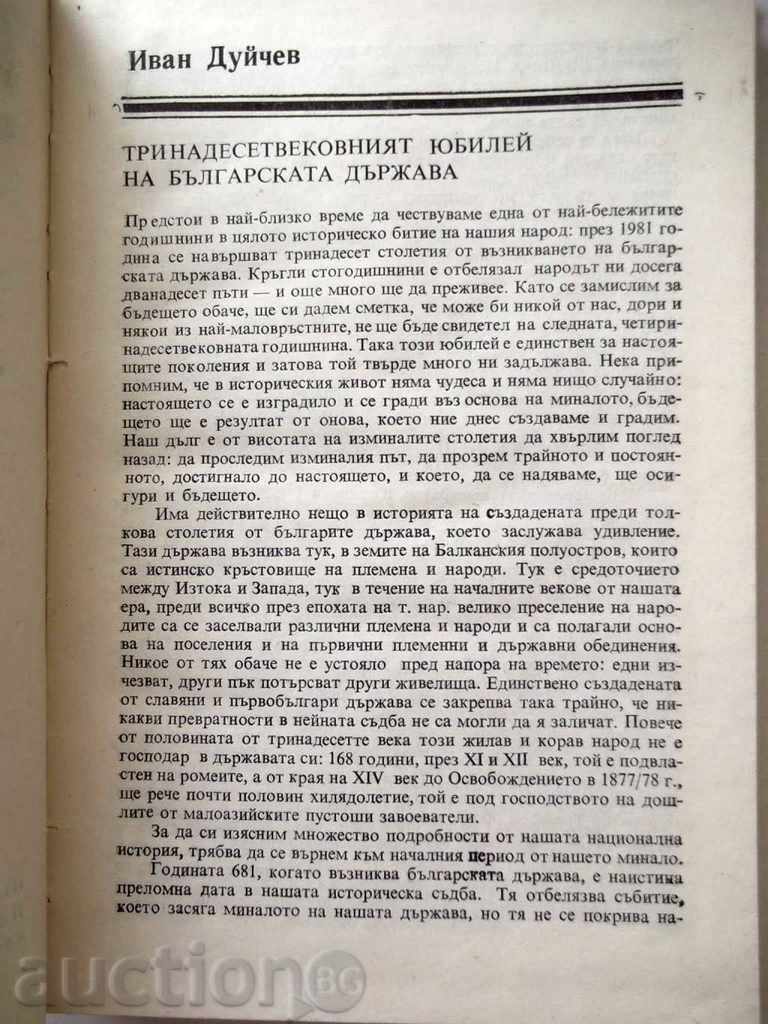 Иван Дуйчев
ТРИНАДЕСЕТВЕКОВНИЯТ ЮБИЛЕЙ
НА БЪЛГАРСКАТА ДЪРЖАВА
Предстои в най-близко време да чествуваме една от най-бележитите
годишнини в цялото историческо битие на нашия народ: през 1981 го-
дина се навършват тринадесет столетия от възникването на българ-
ската държава. Кръгли стогодишнини е отбелязал народът ни досега
дванадесет пъти — и още много ще да преживее. Като се замислим за
бъдещето обаче, ще си дадем сметка, че може би никой от нас, дори и
някои из най-маловръстните, не ще бъде свидетел на следната, четири-
надесетвековната годишнина. Така този юбилей е единствен за настоя-
щите поколения и затова той твърде много ни задължава. Нека при-
помним, че в историческия живот няма чудеса и няма нищо случайно:
настоящето се е изградило и се гради въз основа на миналото, бъде-
щето ще е резултат от онова, което ние днес създаваме и градим.
Наш дълг е от висотата на изминалите столетия да хвърлим поглед
назад: да проследим изминалия път, да прозрем трайното и постоян-
ното, достигнало до настоящето, и което, да се надяваме, ще оси-
гури и бъдещето.
Има действително нещо в историята на създадената преди тол-
кова столетия от българите държава, което заслужава удивление.
Тази държава възниква тук, в земите на Балканския полуостров, които
са истинско кръстовище на племена и народи. Тук е средоточието
между Изтока и Запада, тук в течение на началните векове от нашата
ера, преди всичко през епохата на т. нар. велико преселение на наро-
дите са се заселвали различни племена и народи и са полагали осно-
ва на поселения и на първични племенни и държавни обединения.
Никое от тях обаче не е устояло пред напора на времето: едни из-
чезват, други пък потърсват други живелища. Единствено създадената
от славяни и първобългари държава се закрепва така трайно, че ни-
какви превратности в нейната съдба не са могли да я заличат. Повече
от половината от тринадесетте века този жилав и корав народ не е
господар в държавата си: 168 години, през XI и XII век, той е подвла-
стен на ромеите, а от края на XIV век до Освобождението в 1877/78 г.,
ще рече почти половин хилядолетие, той е под господството на дош-
лите от малоазийските пустоши завоеватели.
За да си изясним множество подробности от нашата национална
история, трябва да се върнем към началния период от нашето минало.
Годината 681, когато възниква българската държава, е наистина
преломна дата в нашата историческа съдба. Тя отбелязва събитие,
което засяга миналото на нашата държава, но тя не се покрива на-
auction BG